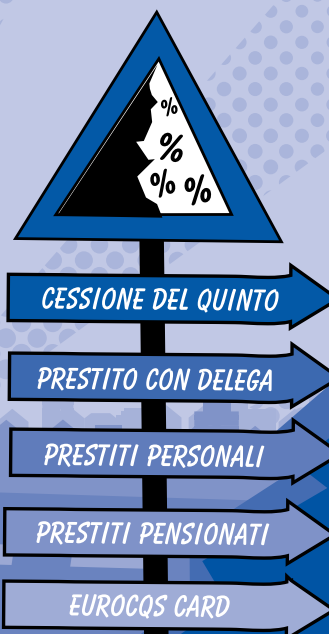 %
%
% %
CESSIONE DEL QUINTO
PRESTITO CON DELEGA
PRESTITI PERSONALI
PRESTITI PENSIONATI
EUROCQS CARD